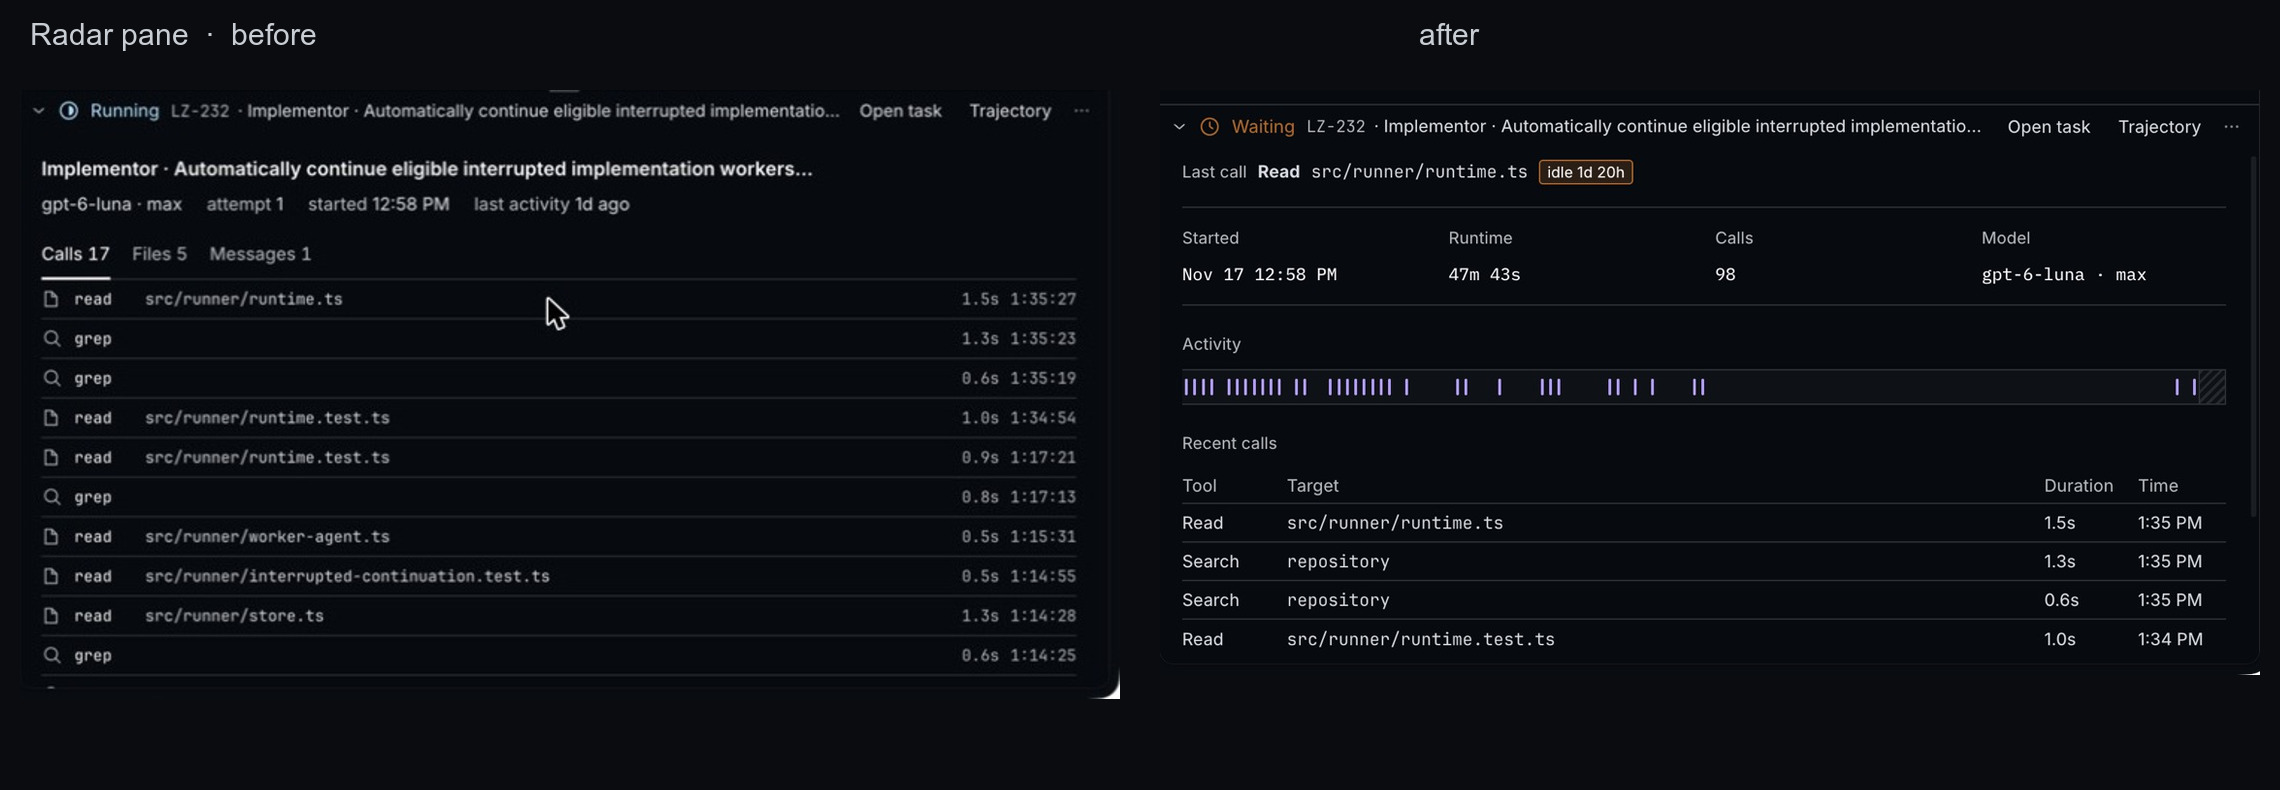 Radar pane · before
Running LZ-232 · Implementor · Automatically continue eligible interrupted implementatio... Open task Trajectory ···
Implementor · Automatically continue eligible interrupted implementation workers...
gpt-6-luna · max attempt 1 started 12:58 PM last activity 1d ago
Calls 17 Files 5 Messages 1
read src/runner/runtime.ts 1.5s 1:35:27
grep 1.3s 1:35:23
grep 0.6s 1:35:19
read src/runner/runtime.test.ts 1.0s 1:34:54
read src/runner/runtime.test.ts 0.9s 1:17:21
grep 0.8s 1:17:13
read src/runner/worker-agent.ts 0.5s 1:15:31
read src/runner/interrupted-continuation.test.ts 0.5s 1:14:55
read src/runner/store.ts 1.3s 1:14:28
grep 0.6s 1:14:25
after
Waiting LZ-232 · Implementor · Automatically continue eligible interrupted implementatio... Open task Trajectory ···
Last call Read src/runner/runtime.ts idle 1d 20h
Started Runtime Calls Model
Nov 17 12:58 PM 47m 43s 98 gpt-6-luna · max
Activity
Recent calls
Tool Target Duration Time
Read src/runner/runtime.ts 1.5s 1:35 PM
Search repository 1.3s 1:35 PM
Search repository 0.6s 1:35 PM
Read src/runner/runtime.test.ts 1.0s 1:34 PM